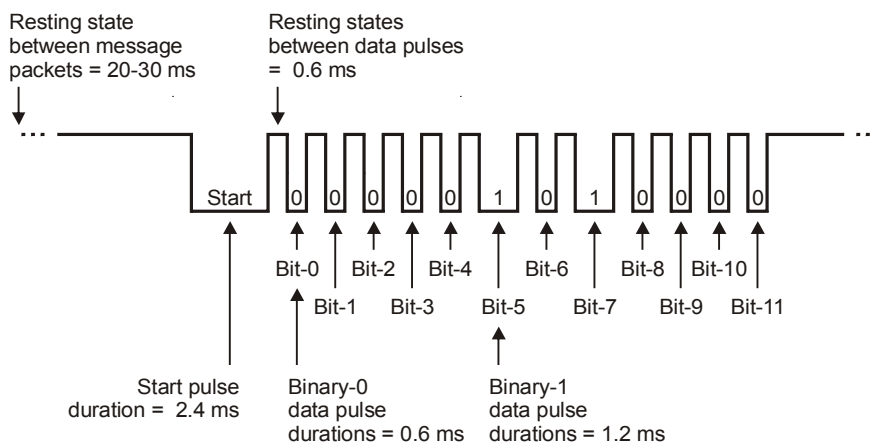 Resting state
between message
packets = 20-30 ms
Resting states
between data pulses
= 0.6 ms
Start 0 0 0 0 0 1 0 1 0 0 0 0
Bit-0 Bit-2 Bit-4 Bit-6 Bit-8 Bit-10
Bit-1 Bit-3 Bit-5 Bit-7 Bit-9 Bit-11
Start pulse
duration = 2.4 ms
Binary-0
data pulse
durations = 0.6 ms
Binary-1
data pulse
durations = 1.2 ms